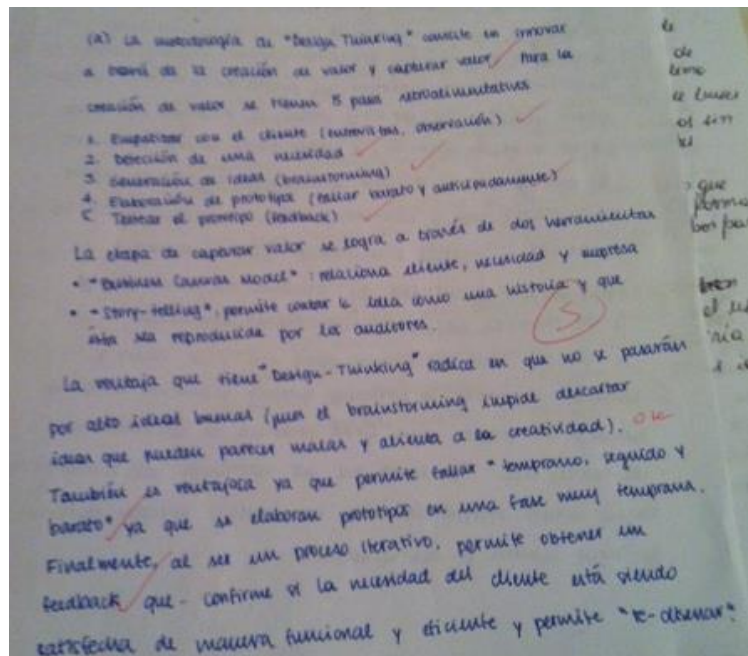 (a) La metodología de "Design Thinking" consiste en innovar
a través de la creación de valor y capturar valor. Para la
creación de valor se tienen 5 pasos retroalimentativos
1. Empatizar con el cliente (entrevistas, observación)
2. Detección de una necesidad
3. Generación de ideas (brainstorming)
4. Elaboración de prototipos (fallar barato y anticipadamente)
5. Testear el prototipo (feedback)
La etapa de capturar valor se logra a través de dos herramientas
• "Business Canvas Model": relaciona cliente, necesidad y empresa
• "Story-telling", permite contar la idea como una historia y que
ésta sea reproducida por los auditores.
5
La ventaja que tiene "Design-Thinking" radica en que no se pasarán
por alto ideas buenas (pues el brainstorming impide descartar
ideas que pueden parecer malas y alienta a la creatividad). Ok
También es ventajosa ya que permite fallar "temprano, seguido y
barato" ya que se elaboran prototipos en una fase muy temprana.
Finalmente, al ser un proceso iterativo, permite obtener un
feedback que confirme si la necesidad del cliente está siendo
satisfecha de manera funcional y eficiente y permite "re-diseñar".
de
que